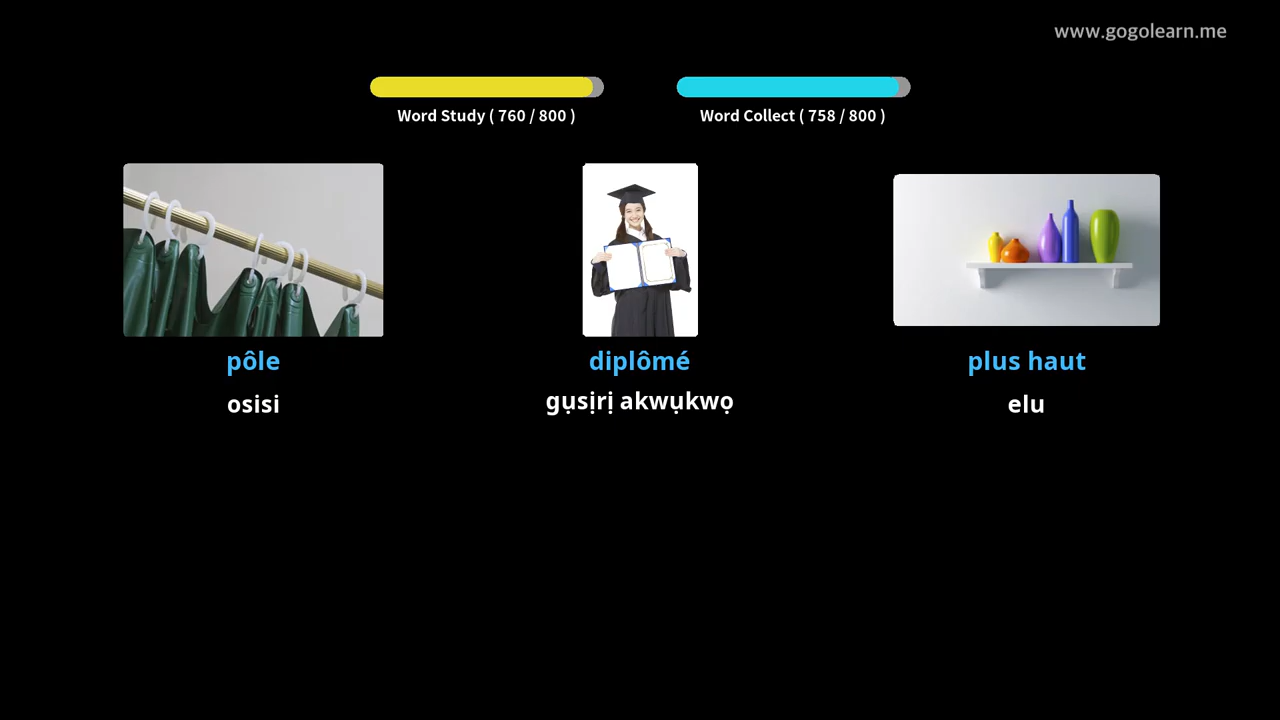 www.gogolearn.me
Word Study ( 760 / 800 )
Word Collect ( 758 / 800 )
pôle
diplômé
plus haut
osisi
gụsịrị akwụkwọ
elu